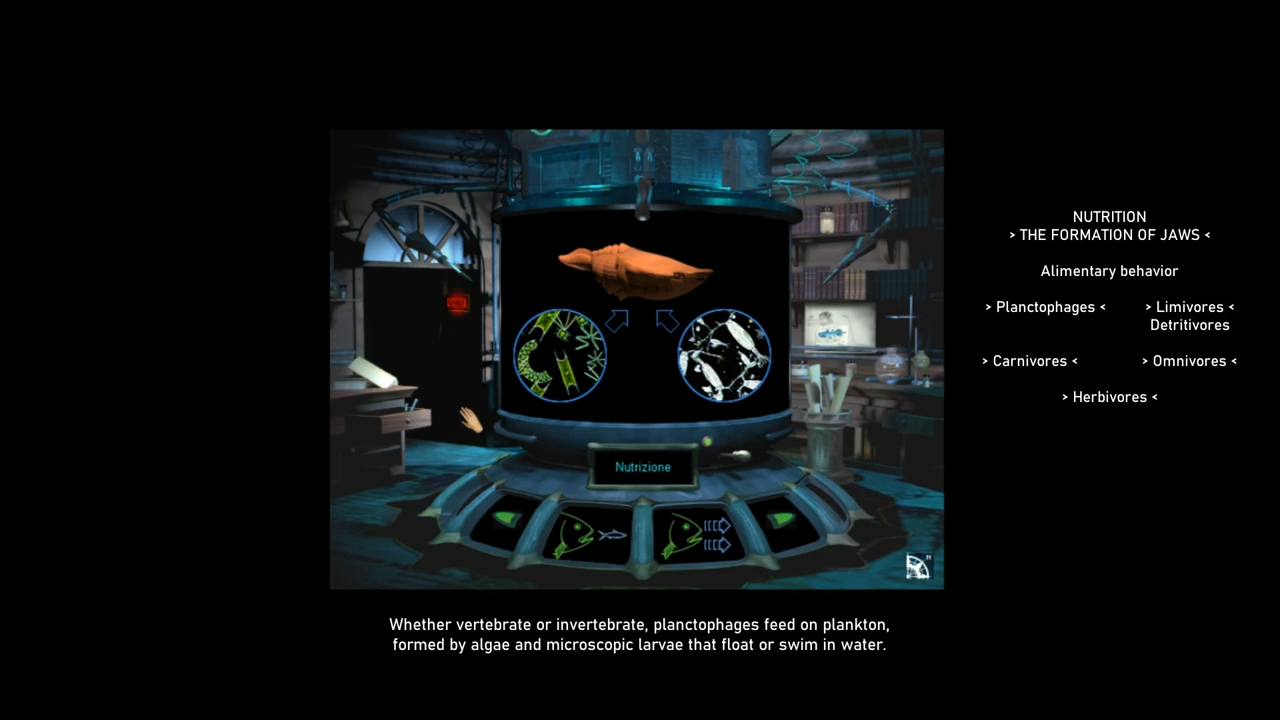 NUTRITION
> THE FORMATION OF JAWS <
Alimentary behavior
> Planctophages < > Limivores <
Detritivores
> Carnivores < > Omnivores <
> Herbivores <
USCITA
Nutrizione
Whether vertebrate or invertebrate, planctophages feed on plankton,
formed by algae and microscopic larvae that float or swim in water.